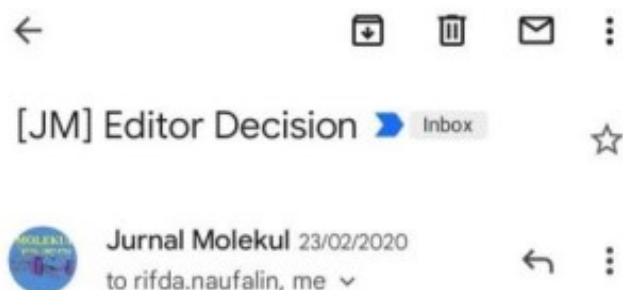 [JM] Editor Decision Inbox
Jurnal Molekul 23/02/2020
to rifda.naufalin, me